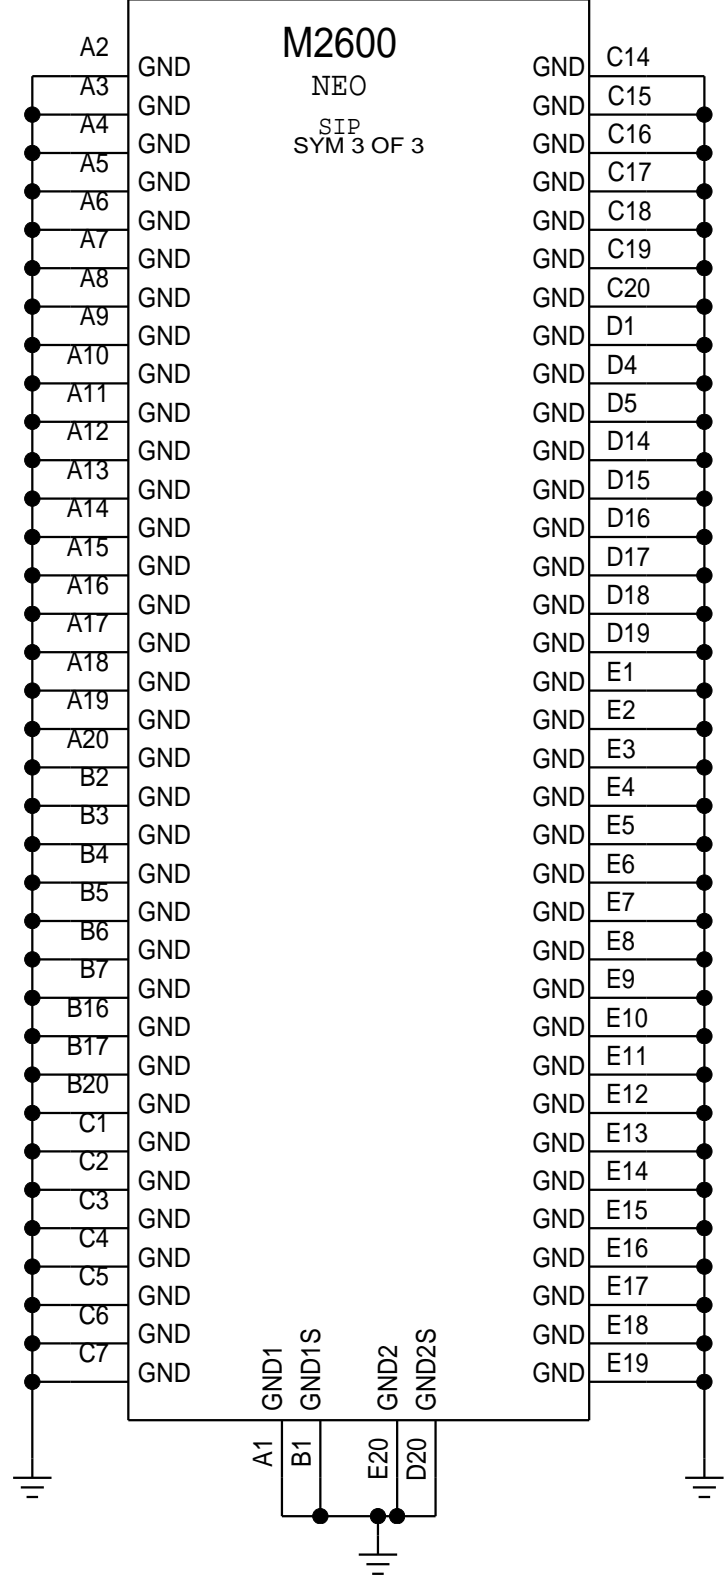 M2600
NEO
SIP
SYM 3 OF 3
A2 GND GND C14
A3 GND GND C15
A4 GND GND C16
A5 GND GND C17
A6 GND GND C18
A7 GND GND C19
A8 GND GND C20
A9 GND GND D1
A10 GND GND D4
A11 GND GND D5
A12 GND GND D14
A13 GND GND D15
A14 GND GND D16
A15 GND GND D17
A16 GND GND D18
A17 GND GND D19
A18 GND GND E1
A19 GND GND E2
A20 GND GND E3
B2 GND GND E4
B3 GND GND E5
B4 GND GND E6
B5 GND GND E7
B6 GND GND E8
B7 GND GND E9
B16 GND GND E10
B17 GND GND E11
B20 GND GND E12
C1 GND GND E13
C2 GND GND E14
C3 GND GND E15
C4 GND GND E16
C5 GND GND E17
C6 GND GND E18
C7 GND GND E19
GND1 GND1S GND2 GND2S
A1 B1 E20 D20